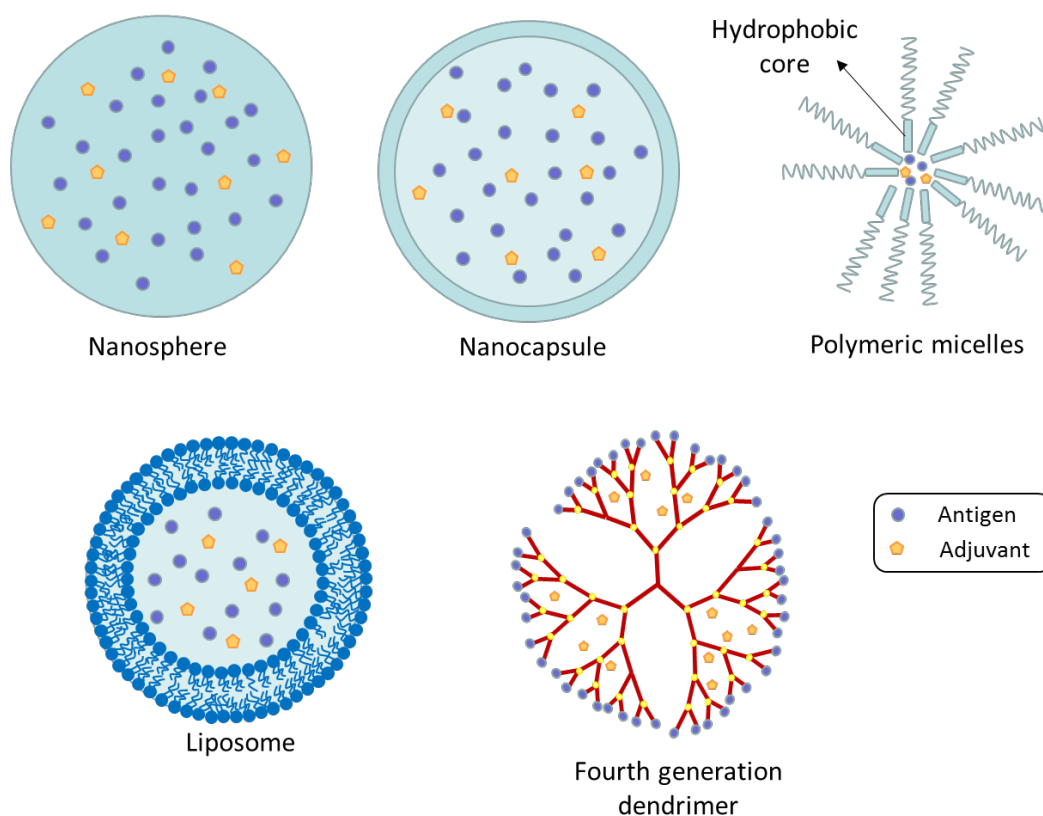 Hydrophobic
core
Nanosphere
Nanocapsule
Polymeric micelles
Liposome
Antigen
Adjuvant
Fourth generation
dendrimer